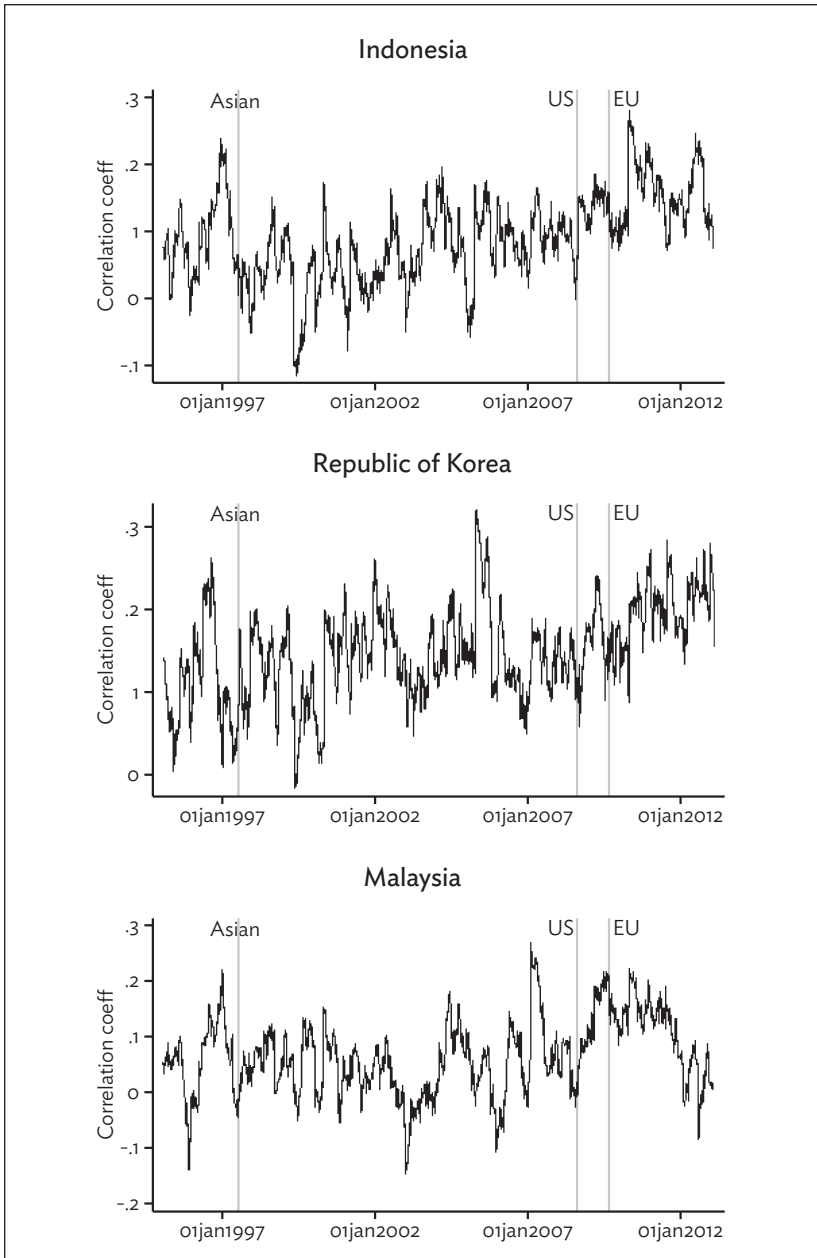 Indonesia
.3
Asian
US
EU
.2
1
0
-.1
Correlation coeff
01jan1997 01jan2002 01jan2007 01jan2012
Republic of Korea
.3
Asian
US
EU
.2
1
0
Correlation coeff
01jan1997 01jan2002 01jan2007 01jan2012
Malaysia
.3
Asian
US
EU
.2
.1
0
-.1
-.2
Correlation coeff
01jan1997 01jan2002 01jan2007 01jan2012